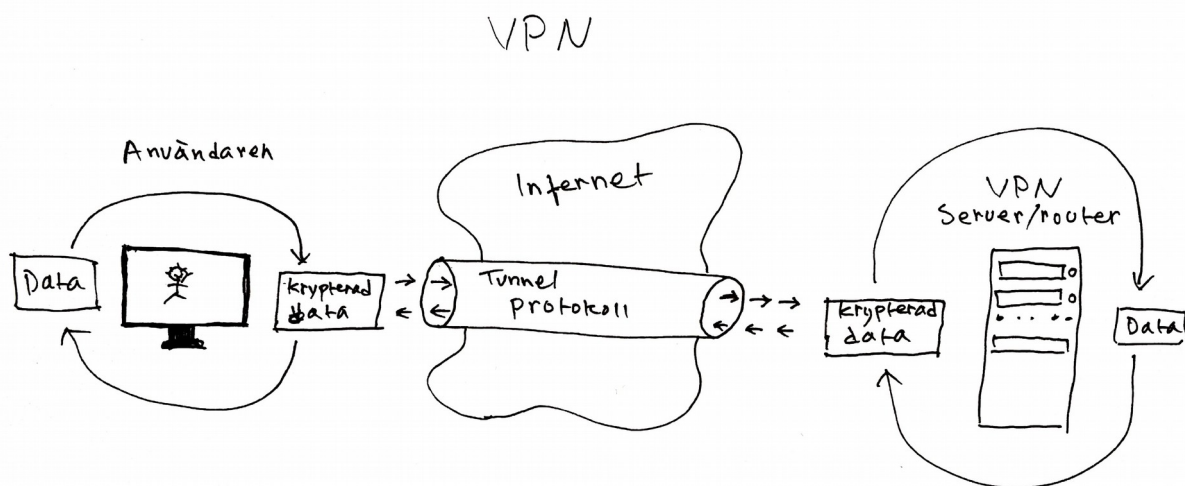 VPN
Användaren
Data
krypterad
data
Internet
Tunnel
protokoll
VPN
Server/router
krypterad
data
Data